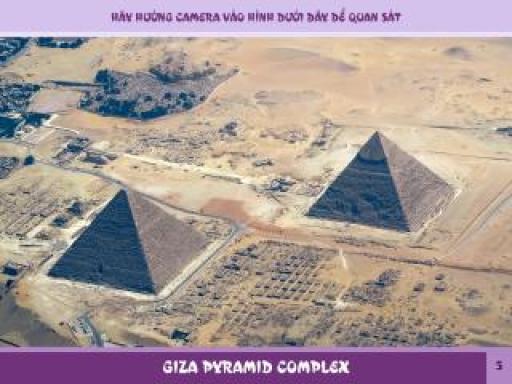 HÃY HƯỚNG CAMERA VÀO HÌNH DƯỚI ĐÂY ĐỂ QUAN SÁT
GIZA PYRAMID COMPLEX
5